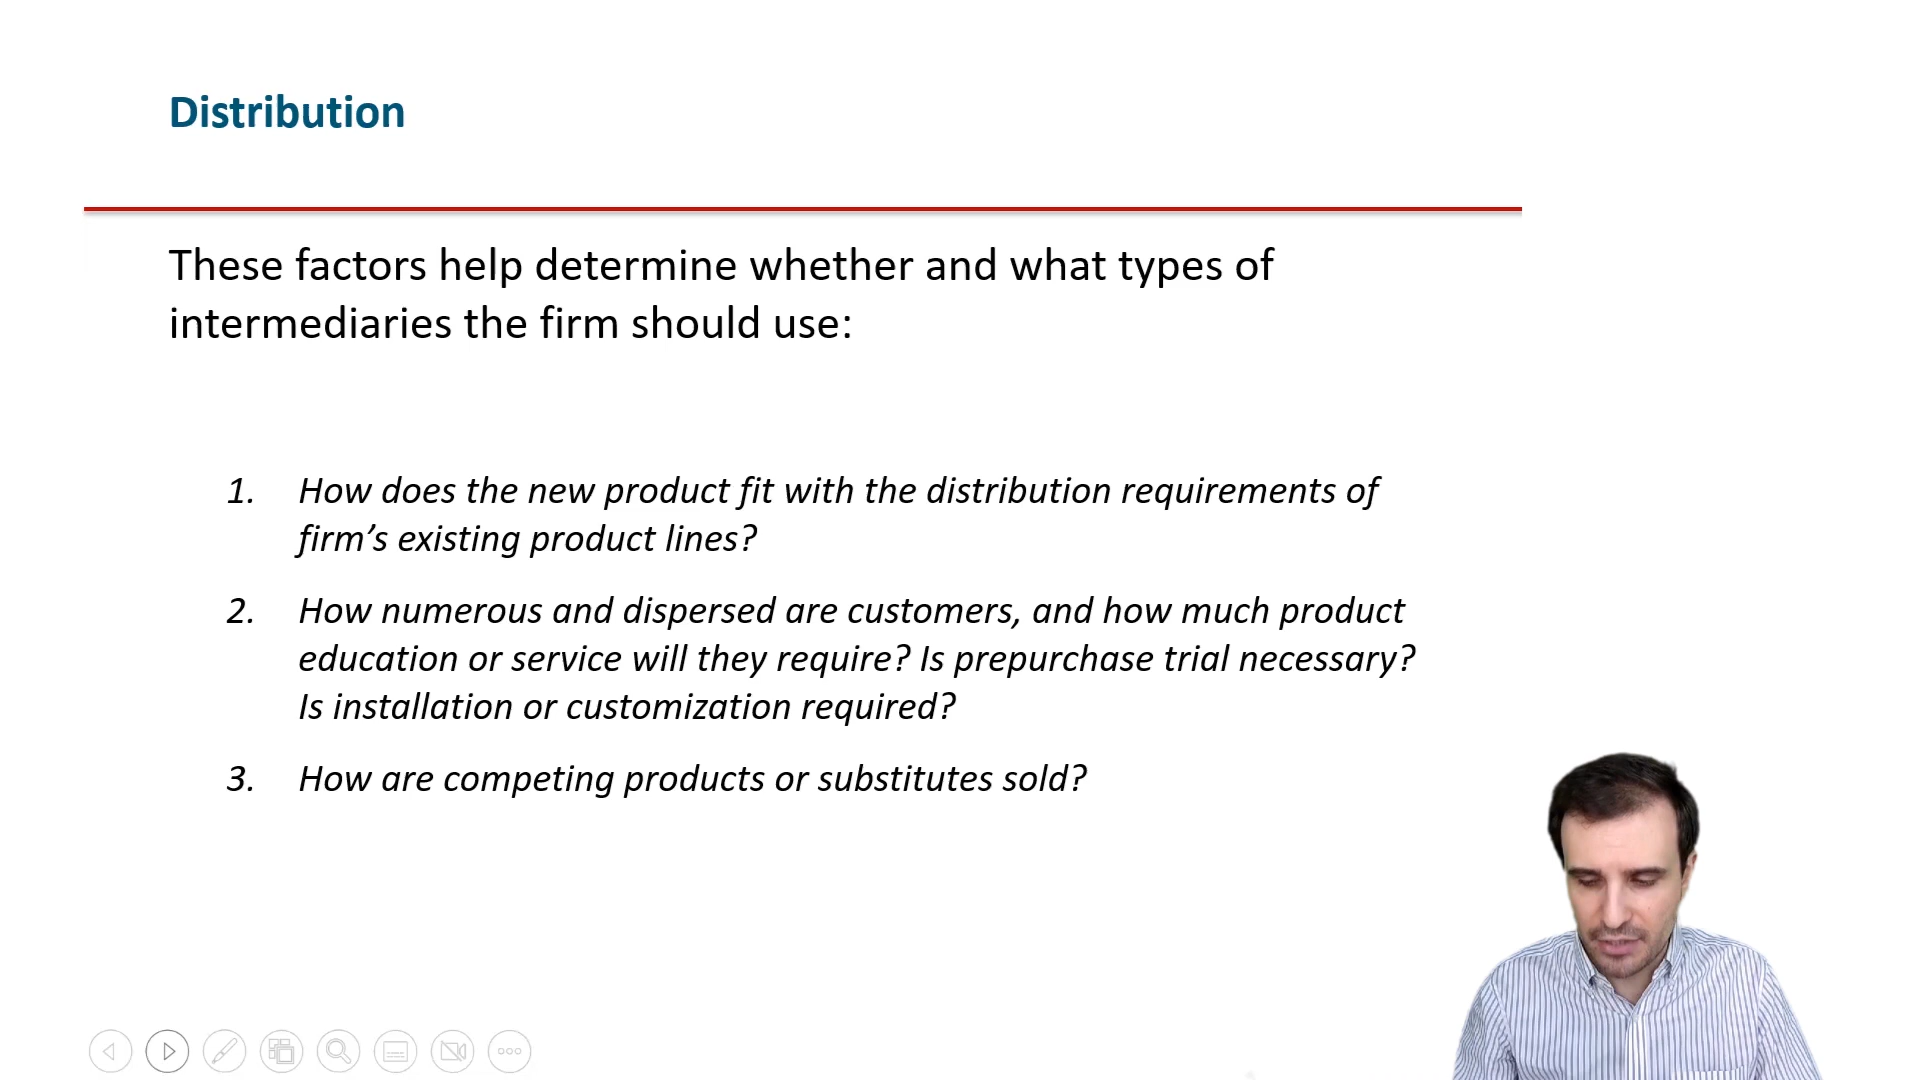 Distribution
These factors help determine whether and what types of
intermediaries the firm should use:
1. How does the new product fit with the distribution requirements of
firm’s existing product lines?
2. How numerous and dispersed are customers, and how much product
education or service will they require? Is prepurchase trial necessary?
Is installation or customization required?
3. How are competing products or substitutes sold?